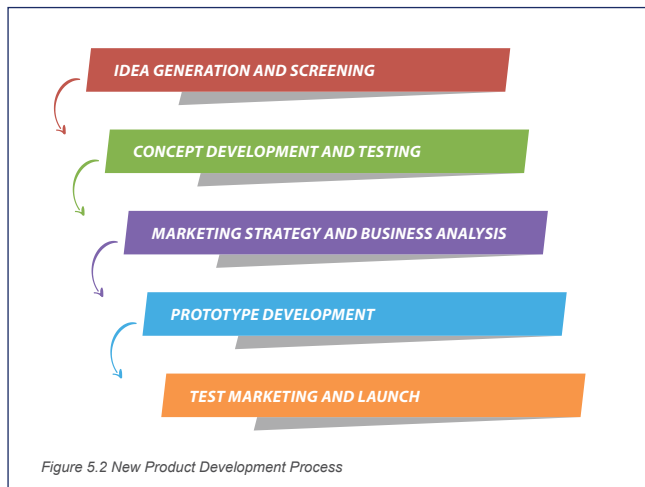 IDEA GENERATION AND SCREENING
CONCEPT DEVELOPMENT AND TESTING
MARKETING STRATEGY AND BUSINESS ANALYSIS
PROTOTYPE DEVELOPMENT
TEST MARKETING AND LAUNCH
Figure 5.2 New Product Development Process